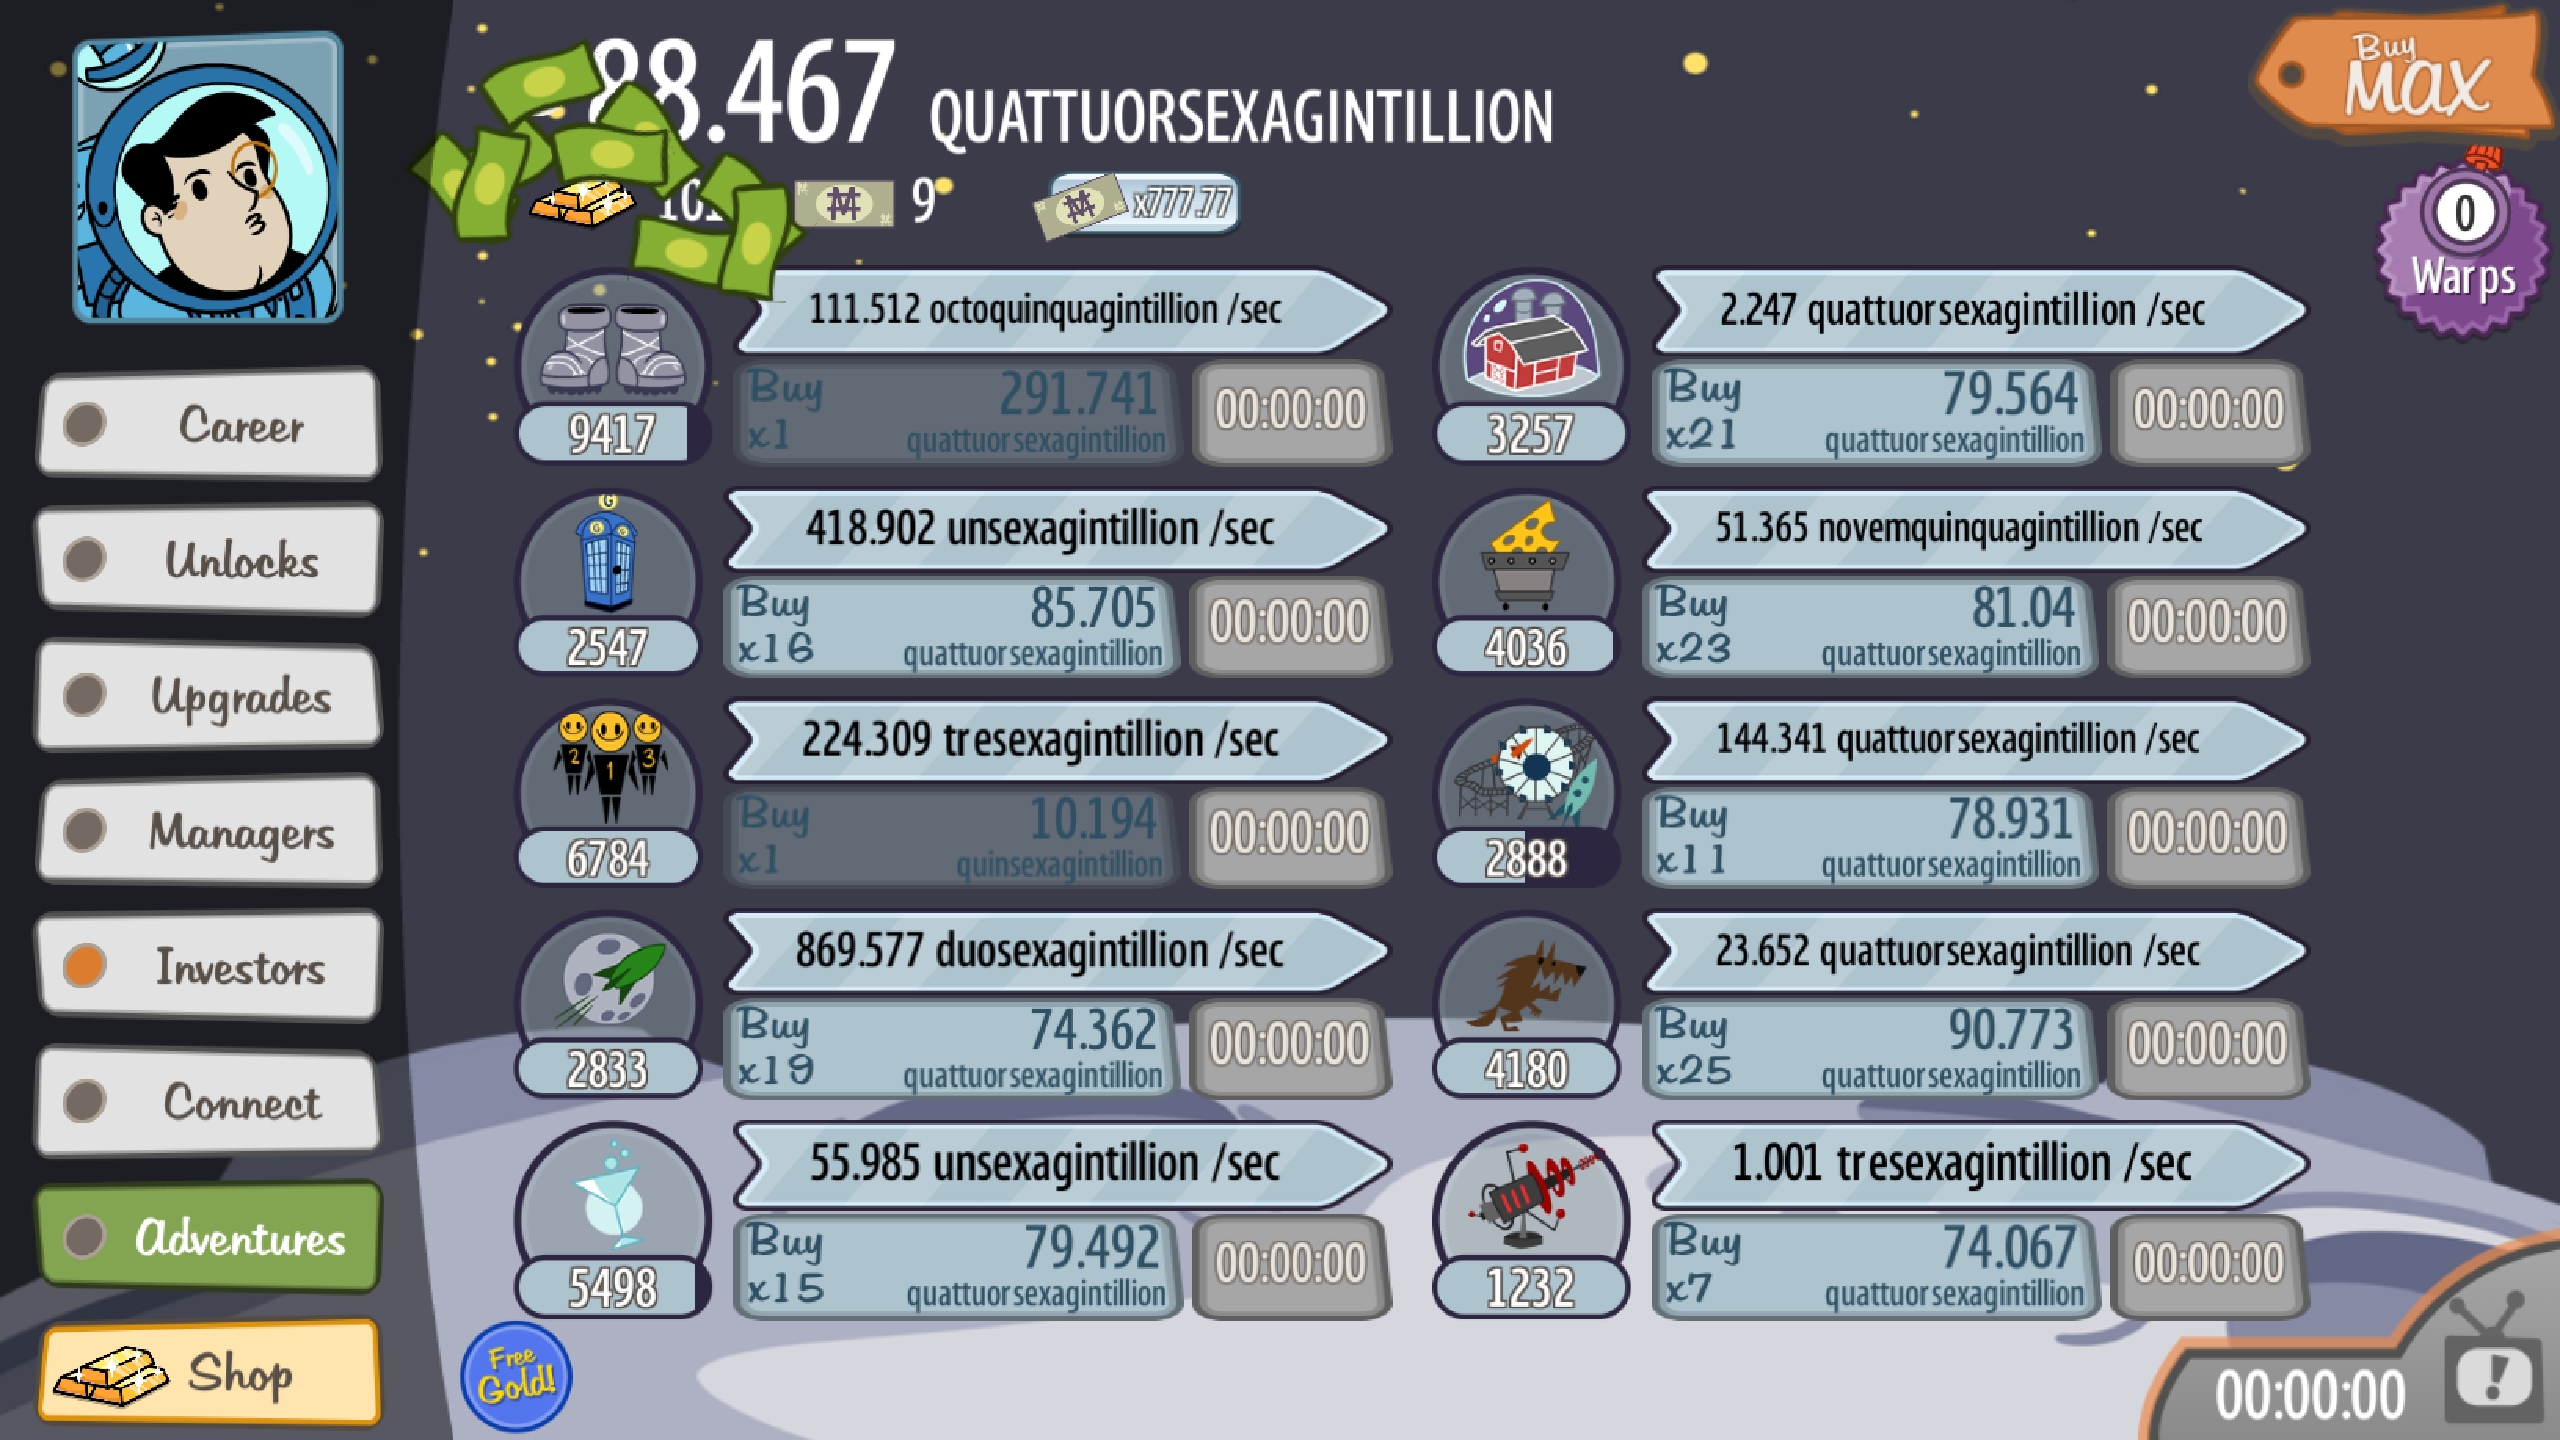 88.467 QUATTUORSEXAGINTILLION
9
x777.77
Buy
MAX
0
Warps
Career
Unlocks
Upgrades
Managers
Investors
Connect
Adventures
Shop
111.512 octoquinquagintillion /sec
Buy 291.741
x1 quattuorsexagintillion
00:00:00
9417
2.247 quattuorsexagintillion /sec
Buy 79.564
x21 quattuorsexagintillion
00:00:00
3257
G
418.902 unsexagintillion /sec
Buy 85.705
x16 quattuorsexagintillion
00:00:00
2547
51.365 novemquinquagintillion /sec
Buy 81.04
x23 quattuorsexagintillion
00:00:00
4036
2 1 3
224.309 tresexagintillion /sec
Buy 10.194
x1 quinsexagintillion
00:00:00
6784
144.341 quattuorsexagintillion /sec
Buy 78.931
x11 quattuorsexagintillion
00:00:00
2888
869.577 duosexagintillion /sec
Buy 74.362
x19 quattuorsexagintillion
00:00:00
2833
23.652 quattuorsexagintillion /sec
Buy 90.773
x25 quattuorsexagintillion
00:00:00
4180
55.985 unsexagintillion /sec
Buy 79.492
x15 quattuorsexagintillion
00:00:00
5498
1.001 tresexagintillion /sec
Buy 74.067
x7 quattuorsexagintillion
00:00:00
1232
Free
Gold!
00:00:00
!